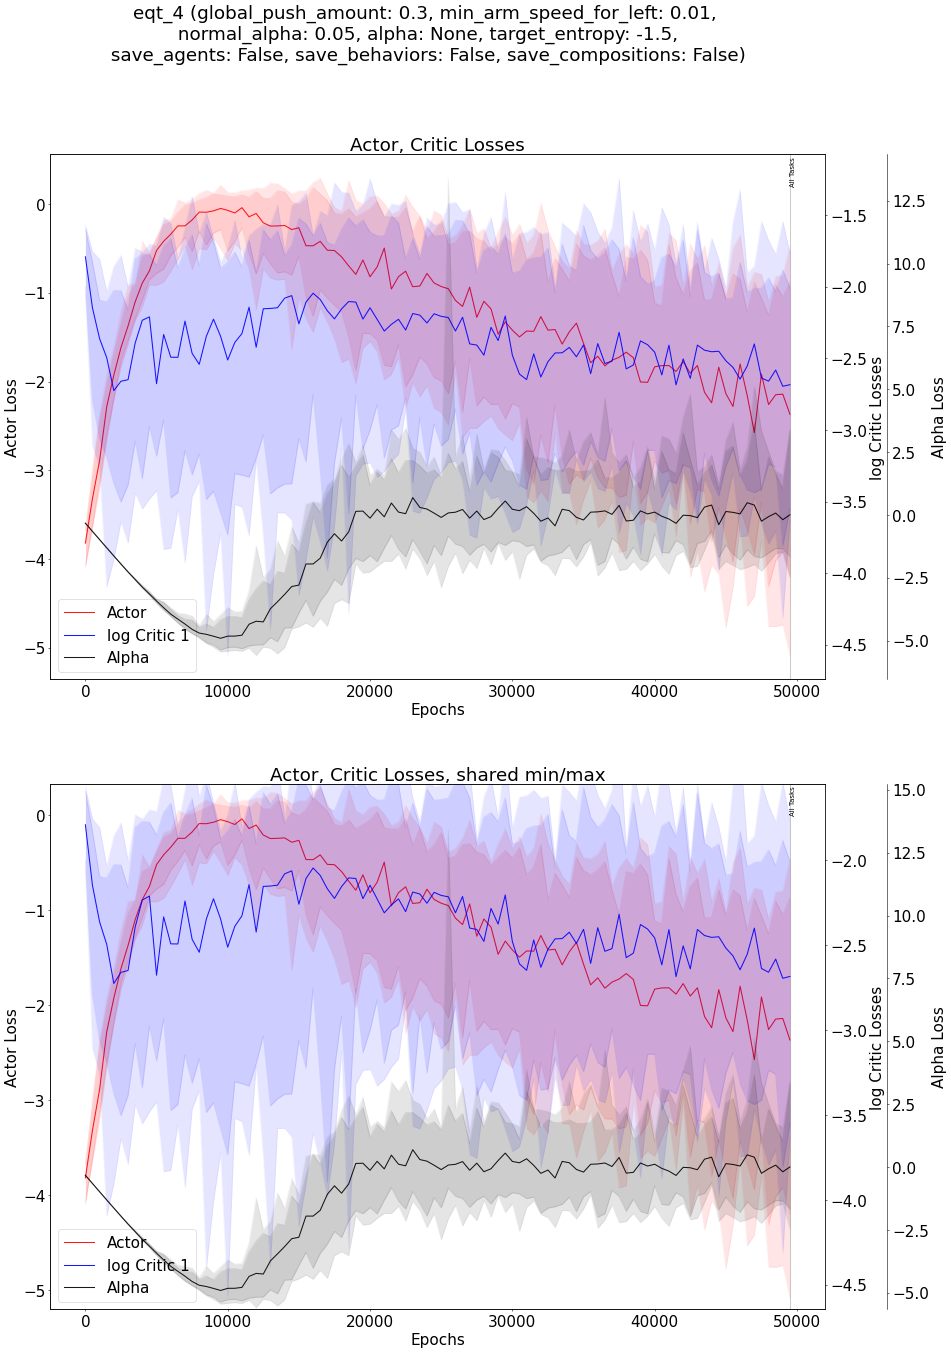 eqt_4 (global_push_amount: 0.3, min_arm_speed_for_left: 0.01,
normal_alpha: 0.05, alpha: None, target_entropy: -1.5,
save_agents: False, save_behaviors: False, save_compositions: False)
Actor, Critic Losses
All Tasks
0
−1
−2
−3
−4
−5
Actor Loss
−1.5
−2.0
−2.5
−3.0
−3.5
−4.0
−4.5
log Critic Losses
12.5
10.0
7.5
5.0
2.5
0.0
−2.5
−5.0
Alpha Loss
Actor
log Critic 1
Alpha
0 10000 20000 30000 40000 50000
Epochs
Actor, Critic Losses, shared min/max
All Tasks
0
−1
−2
−3
−4
−5
Actor Loss
−2.0
−2.5
−3.0
−3.5
−4.0
−4.5
log Critic Losses
15.0
12.5
10.0
7.5
5.0
2.5
0.0
−2.5
−5.0
Alpha Loss
Actor
log Critic 1
Alpha
0 10000 20000 30000 40000 50000
Epochs